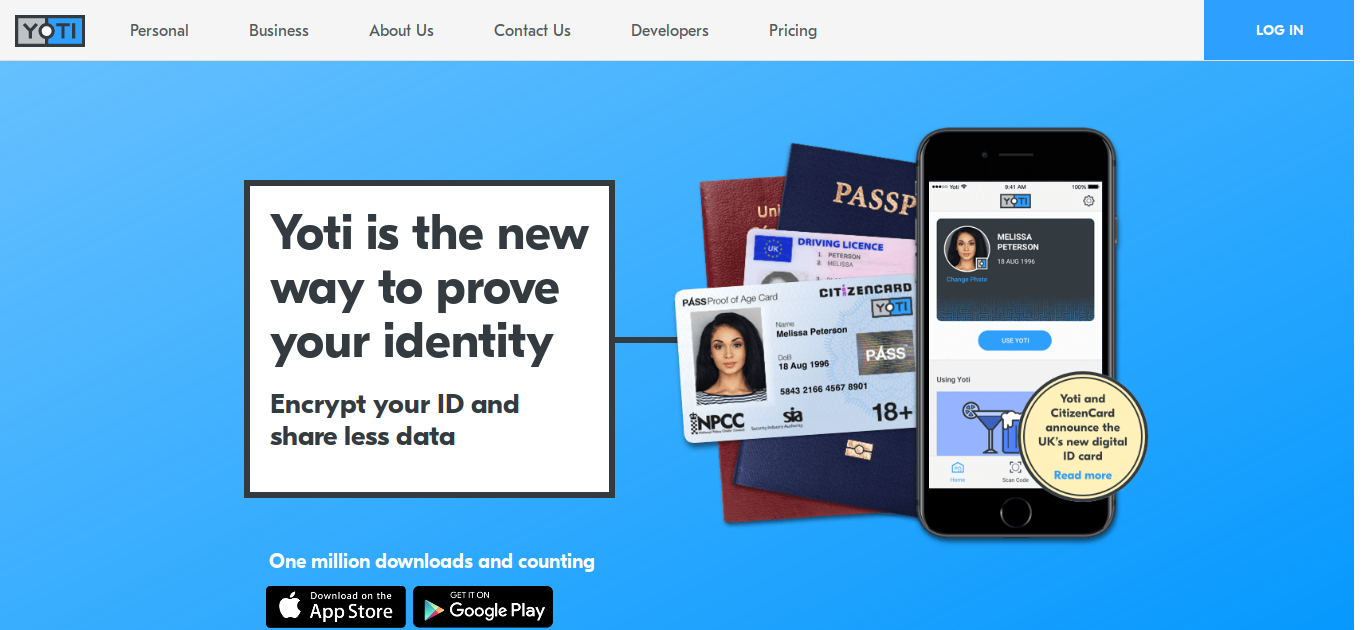 YOTI
Personal
Business
About Us
Contact Us
Developers
Pricing
LOG IN
Yoti is the new
way to prove
your identity
Encrypt your ID and
share less data
One million downloads and counting
Download on the
App Store
GET IT ON
Google Play
Uni
PASSP
UK
DRIVING LICENCE
1. PETERSON
2. MELISSA
PASS Proof of Age Card
CITIZENCARD
YOTI
Name
Melissa Peterson
DoB
18 Aug 1996
PASS
5843 2166 4567 8901
NPCC
sia
Security Industry Authority
18+
Yoti
9:41 AM
100%
YOTI
MELISSA
PETERSON
18 AUG 1996
Change Photo
USE YOTI
Using Yoti
Home
Scan Code
Yoti and
CitizenCard
announce the
UK's new digital
ID card
Read more